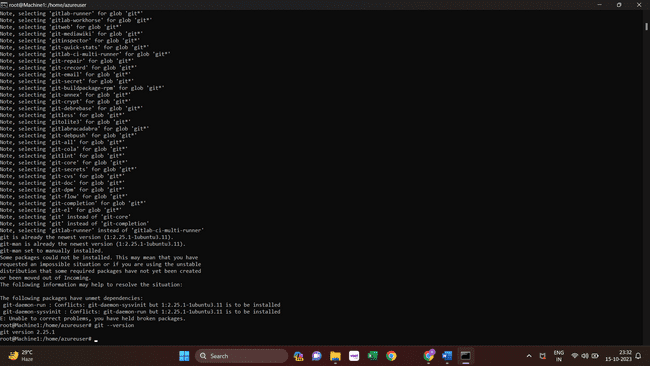 root@Machine1: /home/azureuser
Note, selecting 'gitlab-runner' for glob 'git*'
Note, selecting 'gitlab-workhorse' for glob 'git*'
Note, selecting 'gitweb' for glob 'git*'
Note, selecting 'git-mediawiki' for glob 'git*'
Note, selecting 'gitinspector' for glob 'git*'
Note, selecting 'git-quick-stats' for glob 'git*'
Note, selecting 'gitlab-ci-multi-runner' for glob 'git*'
Note, selecting 'git-repair' for glob 'git*'
Note, selecting 'git-crecord' for glob 'git*'
Note, selecting 'git-email' for glob 'git*'
Note, selecting 'git-secret' for glob 'git*'
Note, selecting 'git-buildpackage-rpm' for glob 'git*'
Note, selecting 'git-annex' for glob 'git*'
Note, selecting 'git-crypt' for glob 'git*'
Note, selecting 'git-debrebase' for glob 'git*'
Note, selecting 'gitless' for glob 'git*'
Note, selecting 'gitolite3' for glob 'git*'
Note, selecting 'gitlabracadabra' for glob 'git*'
Note, selecting 'git-debpush' for glob 'git*'
Note, selecting 'git-all' for glob 'git*'
Note, selecting 'git-cola' for glob 'git*'
Note, selecting 'gitlint' for glob 'git*'
Note, selecting 'git-core' for glob 'git*'
Note, selecting 'git-secrets' for glob 'git*'
Note, selecting 'git-cvs' for glob 'git*'
Note, selecting 'git-doc' for glob 'git*'
Note, selecting 'git-dpm' for glob 'git*'
Note, selecting 'git-flow' for glob 'git*'
Note, selecting 'git-completion' for glob 'git*'
Note, selecting 'git-el' for glob 'git*'
Note, selecting 'git' instead of 'git-core'
Note, selecting 'git' instead of 'git-completion'
Note, selecting 'gitlab-runner' instead of 'gitlab-ci-multi-runner'
git is already the newest version (1:2.25.1-1ubuntu3.11).
git-man is already the newest version (1:2.25.1-1ubuntu3.11).
git-man set to manually installed.
Some packages could not be installed. This may mean that you have
requested an impossible situation or if you are using the unstable
distribution that some required packages have not yet been created
or been moved out of Incoming.
The following information may help to resolve the situation:
The following packages have unmet dependencies:
git-daemon-run : Conflicts: git-daemon-sysvinit but 1:2.25.1-1ubuntu3.11 is to be installed
git-daemon-sysvinit : Conflicts: git-daemon-run but 1:2.25.1-1ubuntu3.11 is to be installed
E: Unable to correct problems, you have held broken packages.
root@Machine1:/home/azureuser# git --version
git version 2.25.1
root@Machine1:/home/azureuser#
29°C
Haze
Search
ENG
IN
23:32
15-10-2023